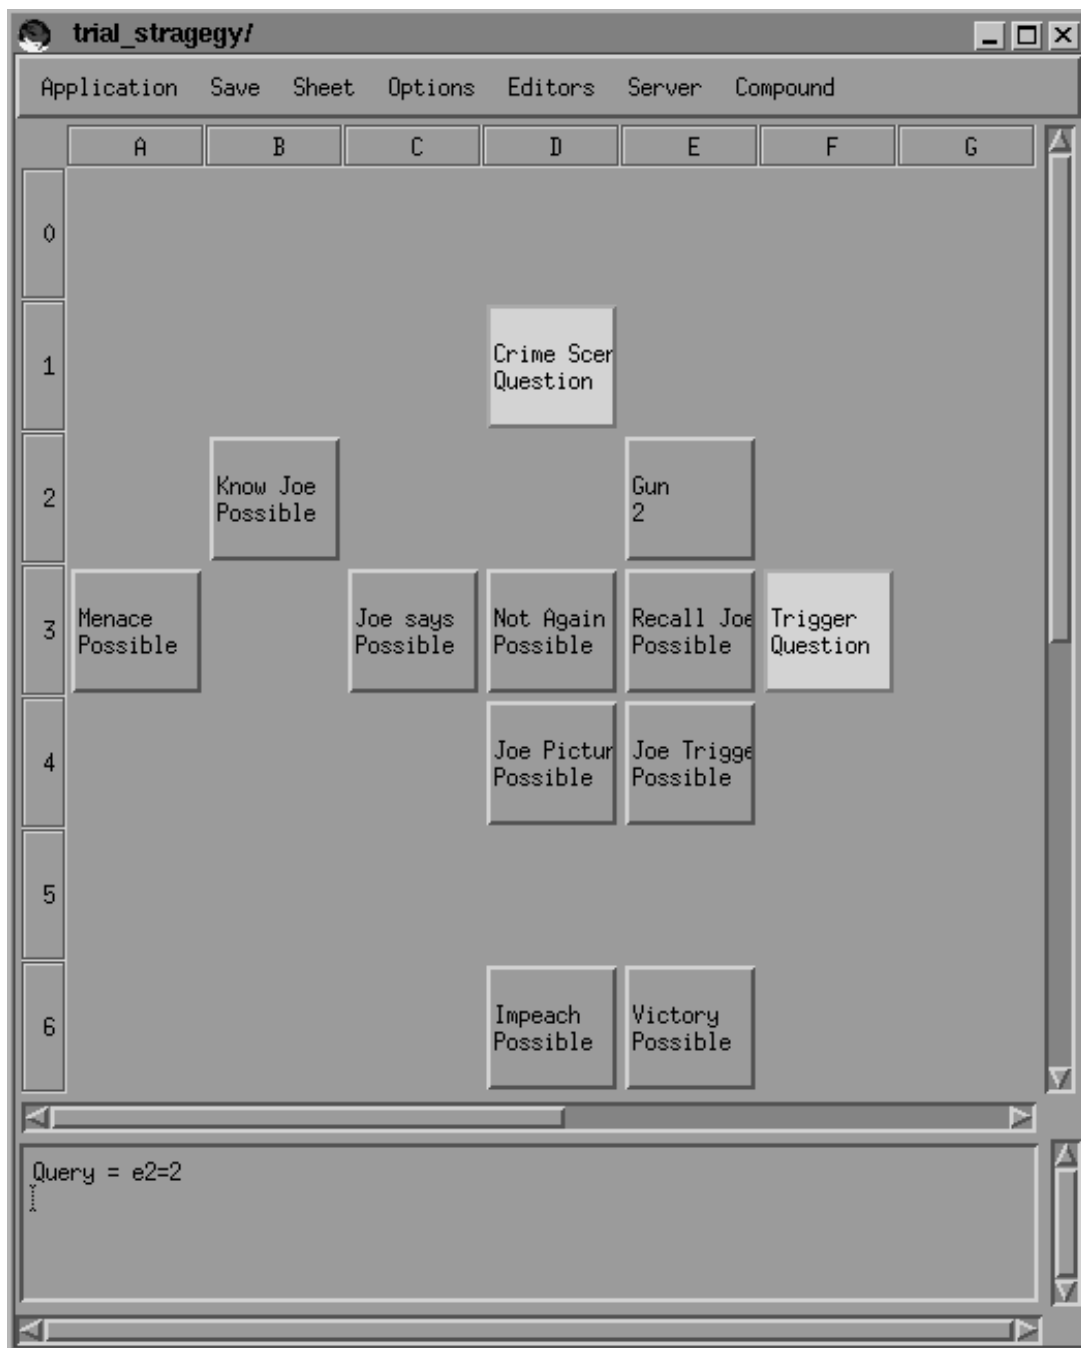 trial_stragegy/
Application Save Sheet Options Editors Server Compound
A B C D E F G
0
1
Crime Scer
Question
2
Know Joe
Possible
Gun
2
3
Menace
Possible
Joe says
Possible
Not Again
Possible
Recall Joe
Possible
Trigger
Question
4
Joe Pictur
Possible
Joe Trigge
Possible
5
6
Impeach
Possible
Victory
Possible
Query = e2=2